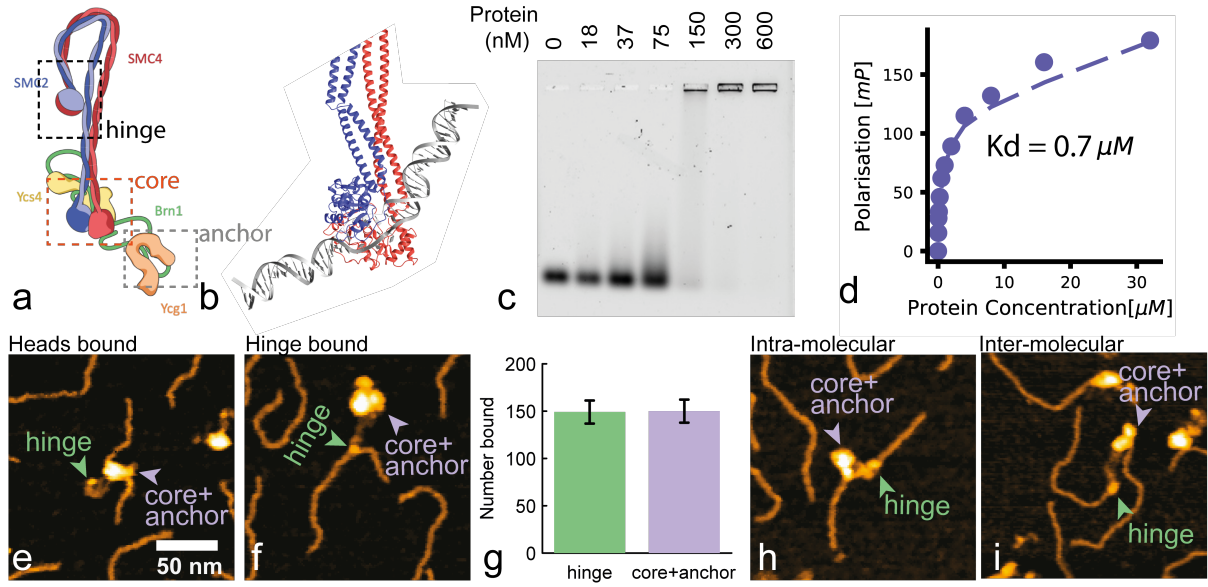 SMC4
SMC2
hinge
core
Ycs4
Brn1
anchor
Ycg1
a
b
Protein
(nM)
0
18
37
75
150
300
600
c
Polarisation [mP]
150
100
50
0
Kd = 0.7 μM
0
10
20
30
Protein Concentration[μM]
d
Heads bound
hinge
core+
anchor
50 nm
e
Hinge bound
hinge
core+
anchor
f
Number bound
200
150
100
50
0
hinge
core+anchor
g
Intra-molecular
core+
anchor
hinge
h
Inter-molecular
core+
anchor
hinge
i